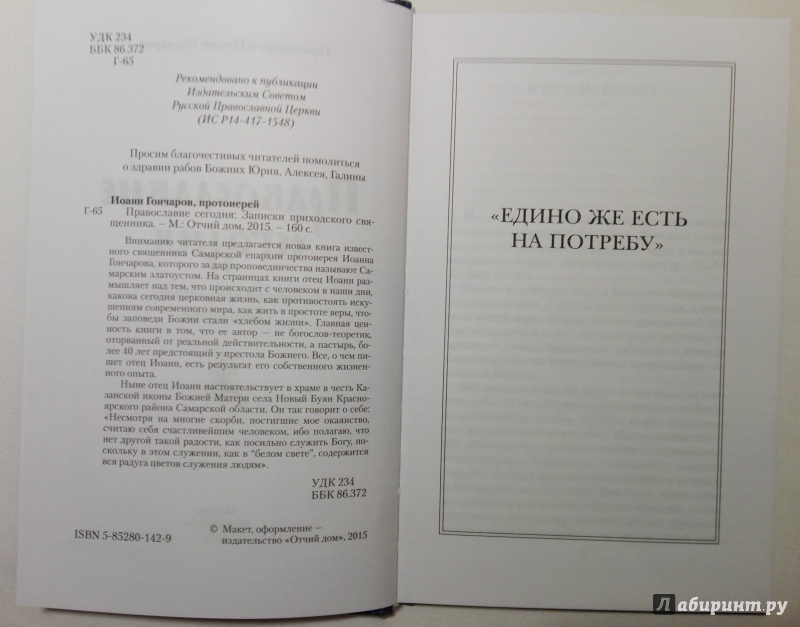 УДК 234
ББК 86.372
Г-65
Рекомендовано к публикации
Издательским Советом
Русской Православной Церкви
(ИС Р14-417-1548)
Просим благочестивых читателей помолиться
о здравии рабов Божиих Юрия, Алексея, Галины
Иоанн Гончаров, протоиерей
Г-65 Православие сегодня: Записки приходского свя-
щенника. – М.: Отчий дом, 2015. – 160 с.
Вниманию читателя предлагается новая книга извест-
ного священника Самарской епархии протоиерея Иоанна
Гончарова, которого за дар проповедничества называют Са-
марским златоустом. На страницах книги отец Иоанн раз-
мышляет над тем, что происходит с человеком в наши дни,
какова сегодня церковная жизнь, как противостоять иску-
шениям современного мира, как жить в простоте веры, что-
бы заповеди Божии стали «хлебом жизни». Главная цен-
ность книги в том, что ее автор – не богослов-теоретик,
оторванный от реальной действительности, а пастырь, бо-
лее 40 лет предстоящий у престола Божиего. Все, о чем пи-
шет отец Иоанн, есть результат его собственного жизнен-
ного опыта.
Ныне отец Иоанн настоятельствует в храме в честь Ка-
занской иконы Божией Матери села Новый Буян Красно-
ярского района Самарской области. Он так говорит о себе:
«Несмотря на многие скорби, постигшие мое окаянство,
считаю себя счастливейшим человеком, ибо полагаю, что
нет другой такой радости, как посильно служить Богу, по-
скольку в этом служении, как в "белом свете", содержится
вся радуга цветов служения людям».
УДК 234
ББК 86.372
© Макет, оформление –
ISBN 5-85280-142-9 издательство «Отчий дом», 2015
«ЕДИНО ЖЕ ЕСТЬ
НА ПОТРЕБУ»
Лабиринт.ру